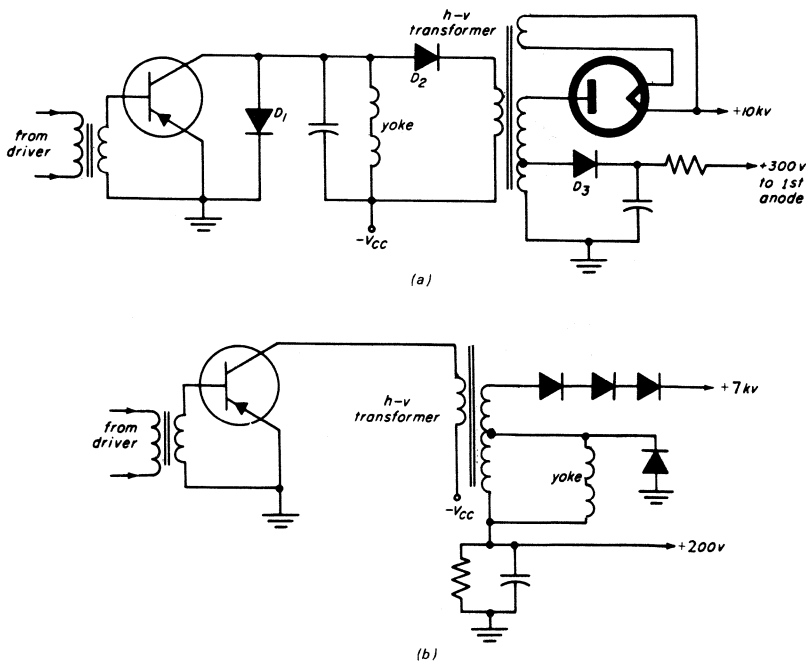 h-v
transformer
D2
from
driver
D1
yoke
+10kv
D3
+300v
to 1st
anode
-Vcc
(a)
from
driver
h-v
transformer
+7kv
yoke
-Vcc
+200v
(b)